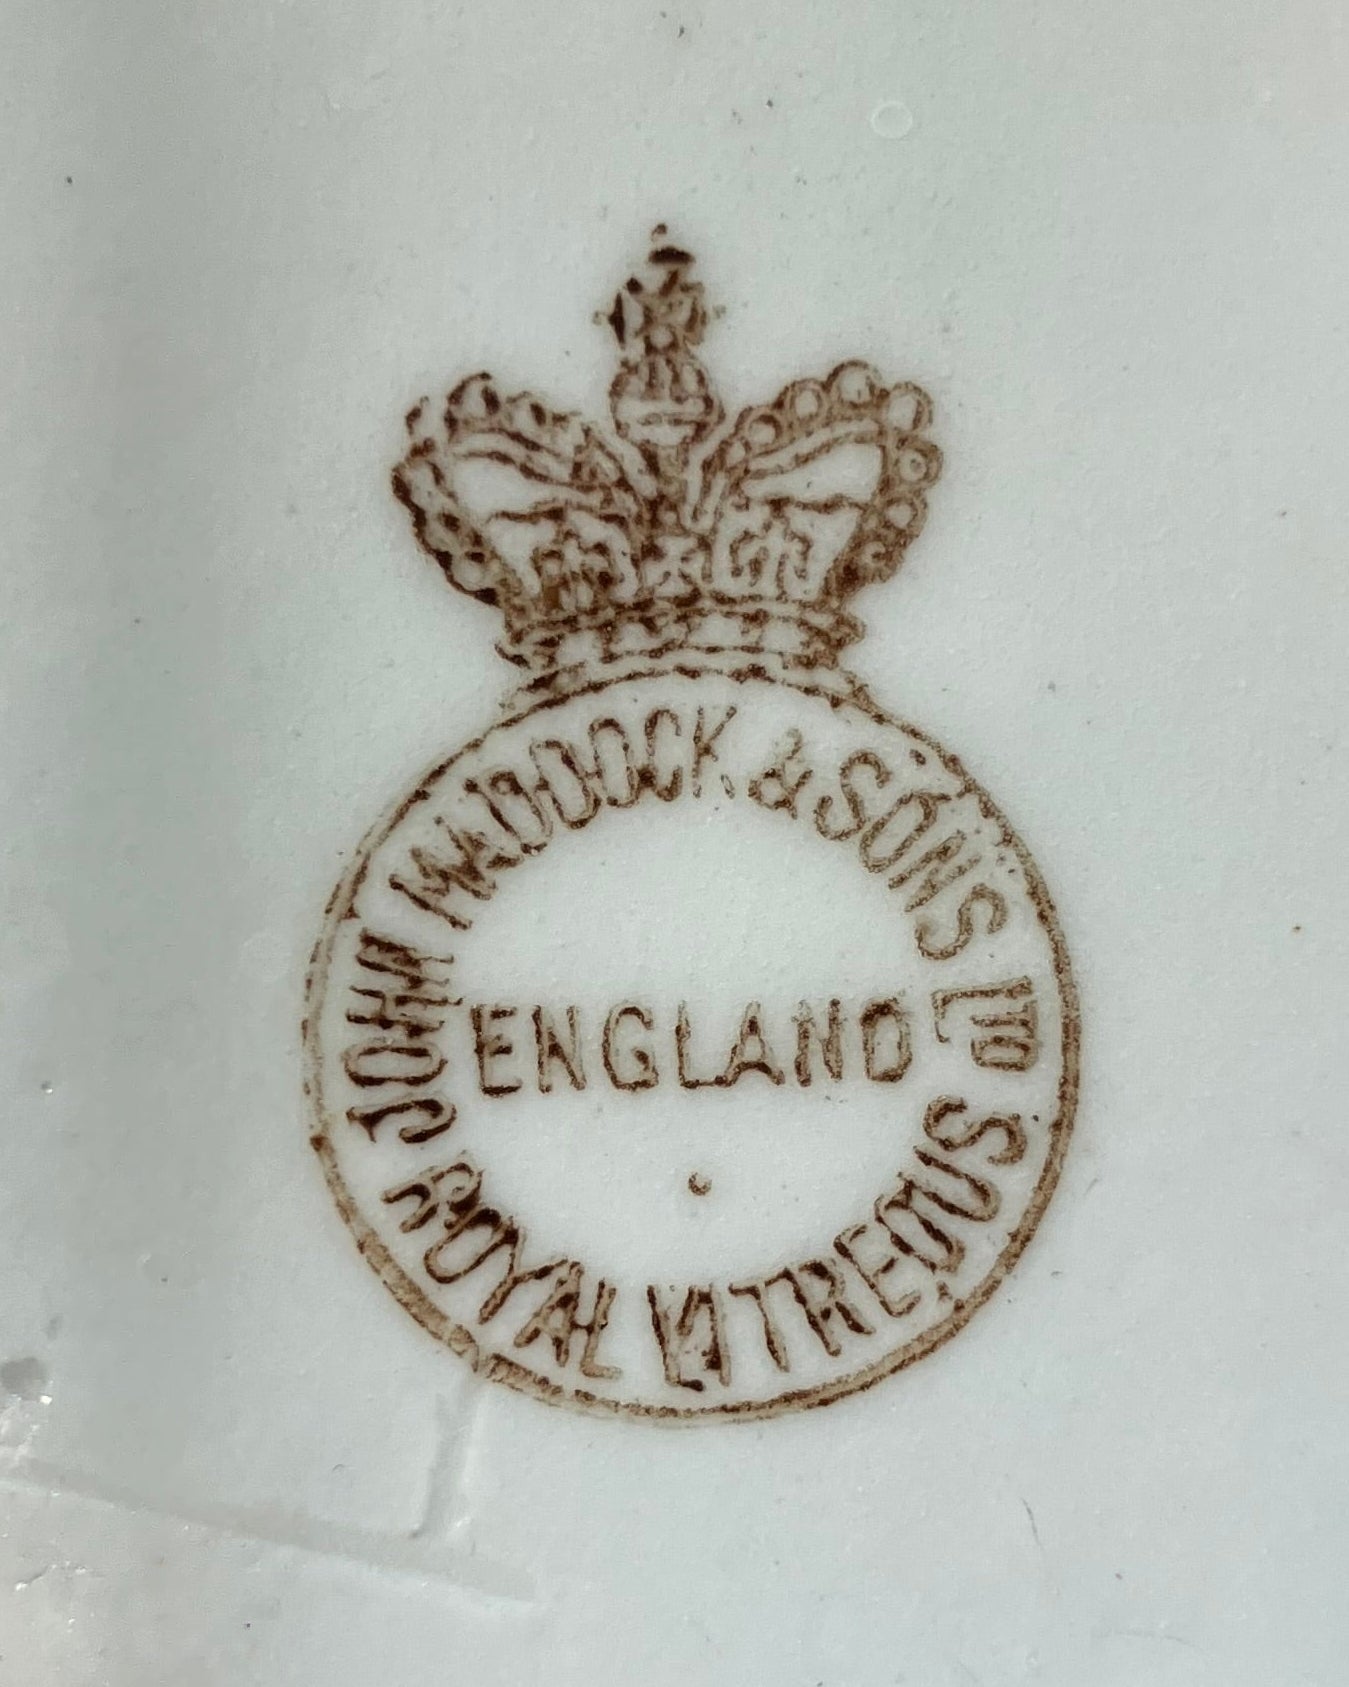 JOHN MADDOCK & SONS LTD
ENGLAND
ROYAL VITREOUS